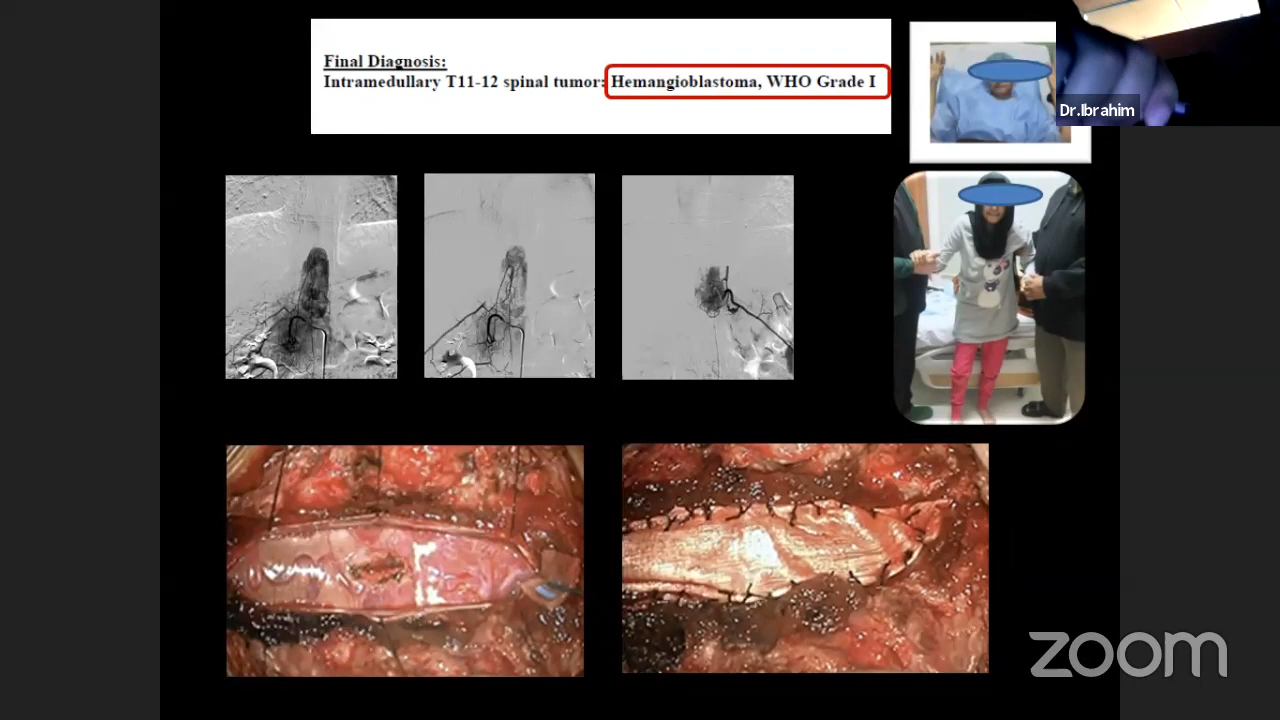 Final Diagnosis:
Intramedullary T11-12 spinal tumor: Hemangioblastoma, WHO Grade I
Dr.Ibrahim
zoom